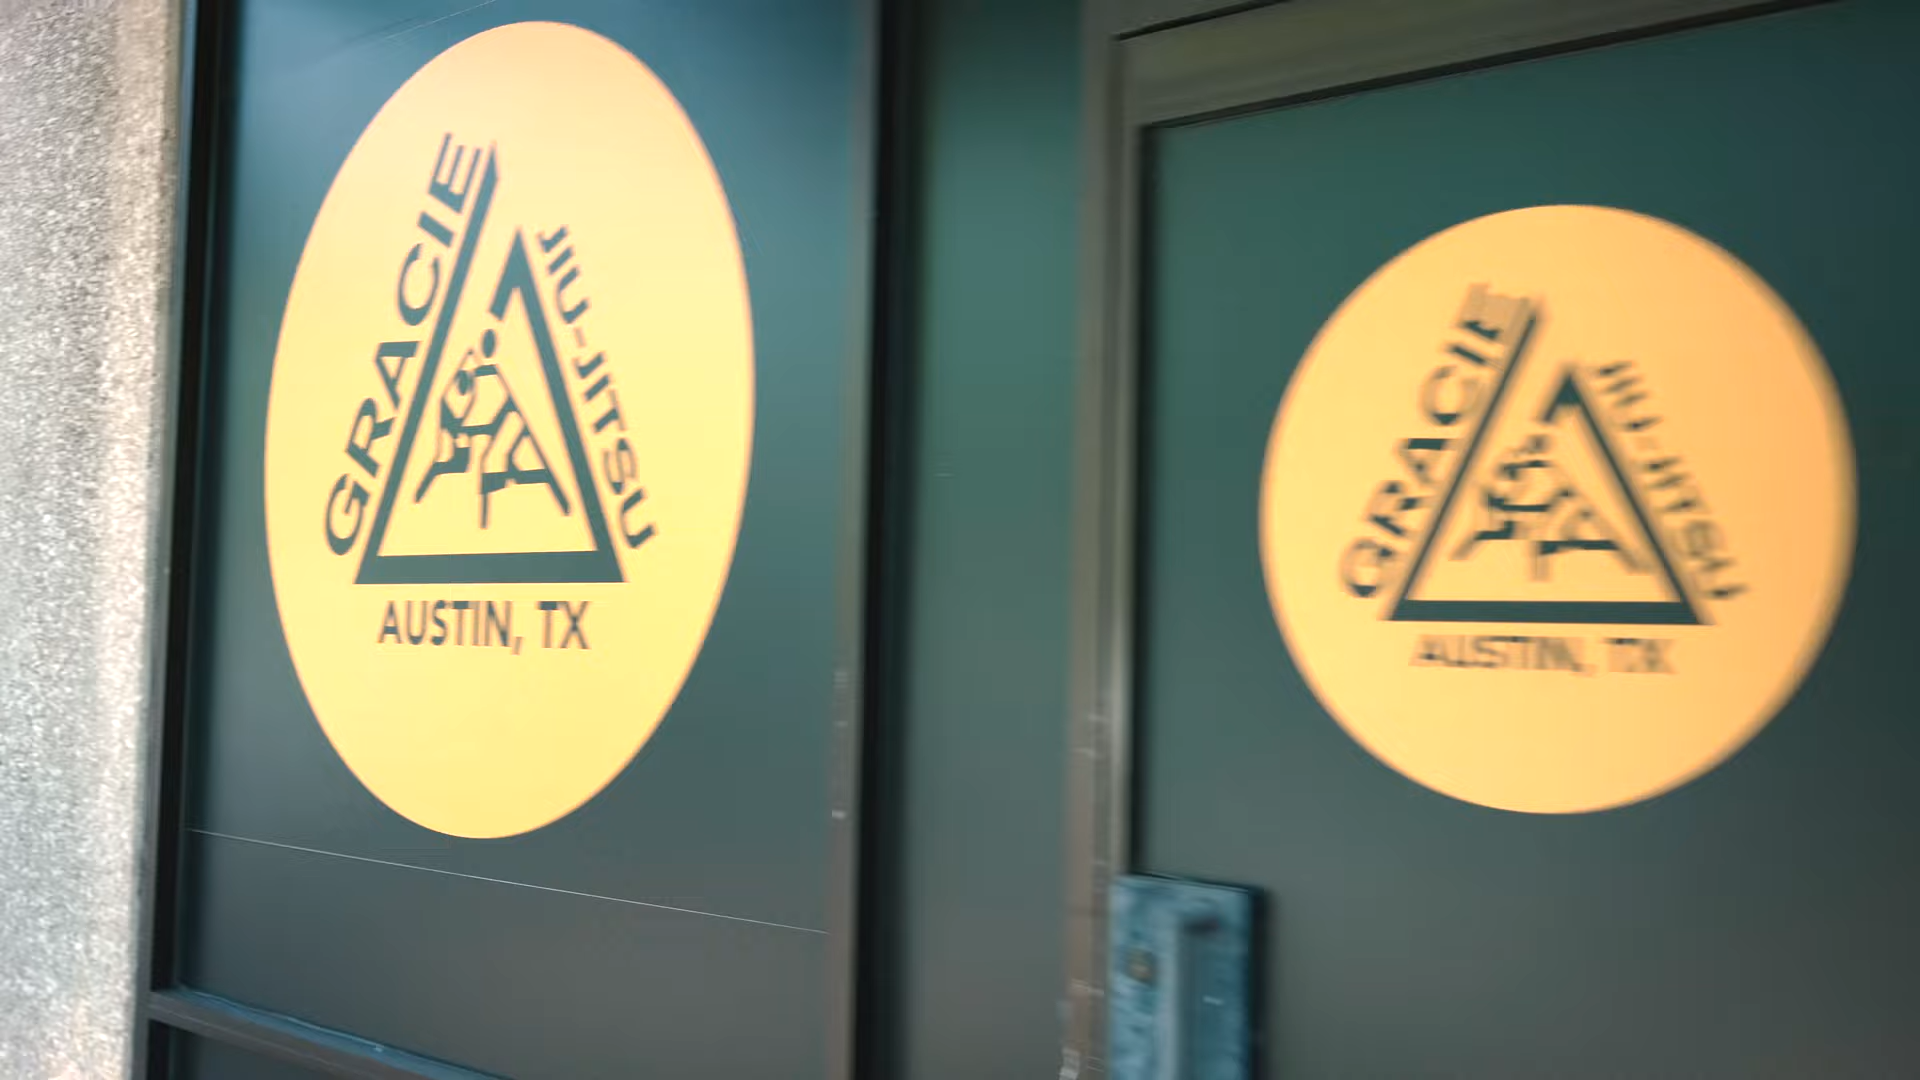 GRACIE
JIU-JITSU
AUSTIN, TX
GRACIE
JIU-JITSU
AUSTIN, TX